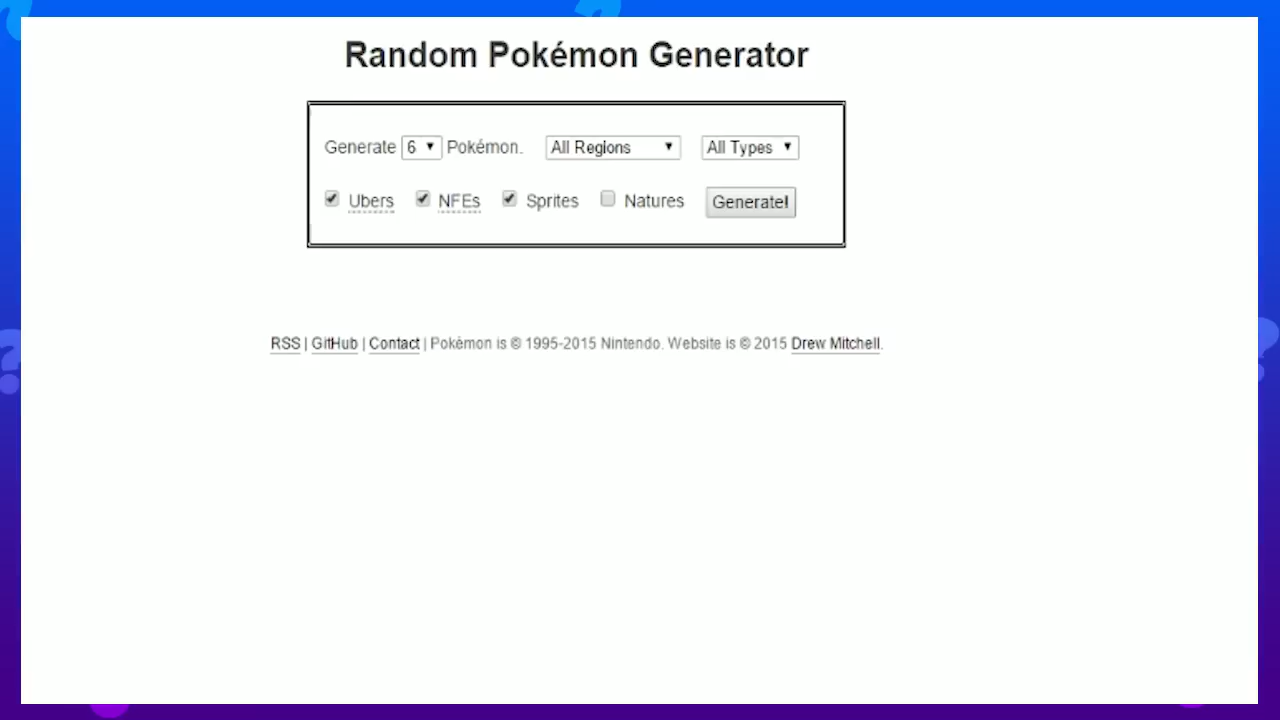 Random Pokémon Generator
Generate 6 Pokémon. All Regions All Types
Ubers NFEs Sprites Natures Generate!
RSS | GitHub | Contact | Pokémon is © 1995-2015 Nintendo. Website is © 2015 Drew Mitchell.